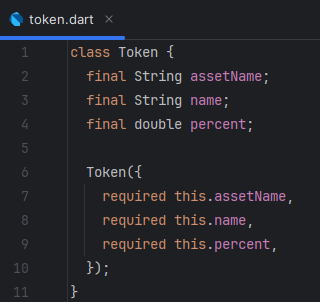 token.dart
1 class Token {
2   final String assetName;
3   final String name;
4   final double percent;
5
6   Token({
7     required this.assetName,
8     required this.name,
9     required this.percent,
10   });
11 }